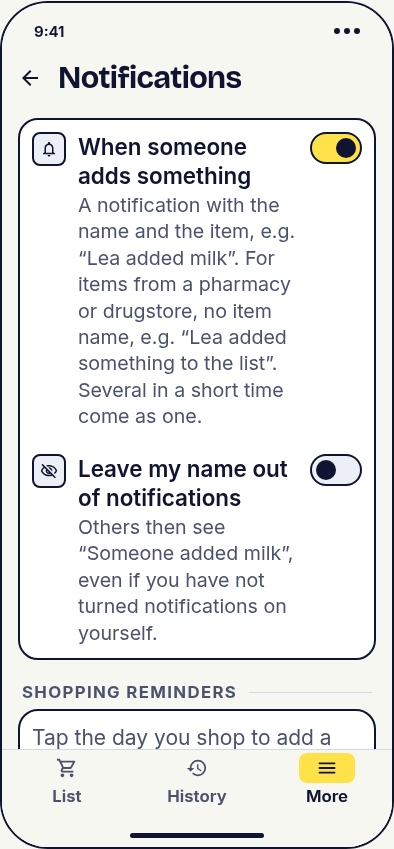 9:41
Notifications
When someone
adds something
A notification with the
name and the item, e.g.
“Lea added milk”. For
items from a pharmacy
or drugstore, no item
name, e.g. “Lea added
something to the list”.
Several in a short time
come as one.
Leave my name out
of notifications
Others then see
“Someone added milk”,
even if you have not
turned notifications on
yourself.
SHOPPING REMINDERS
Tap the day you shop to add a
List
History
More